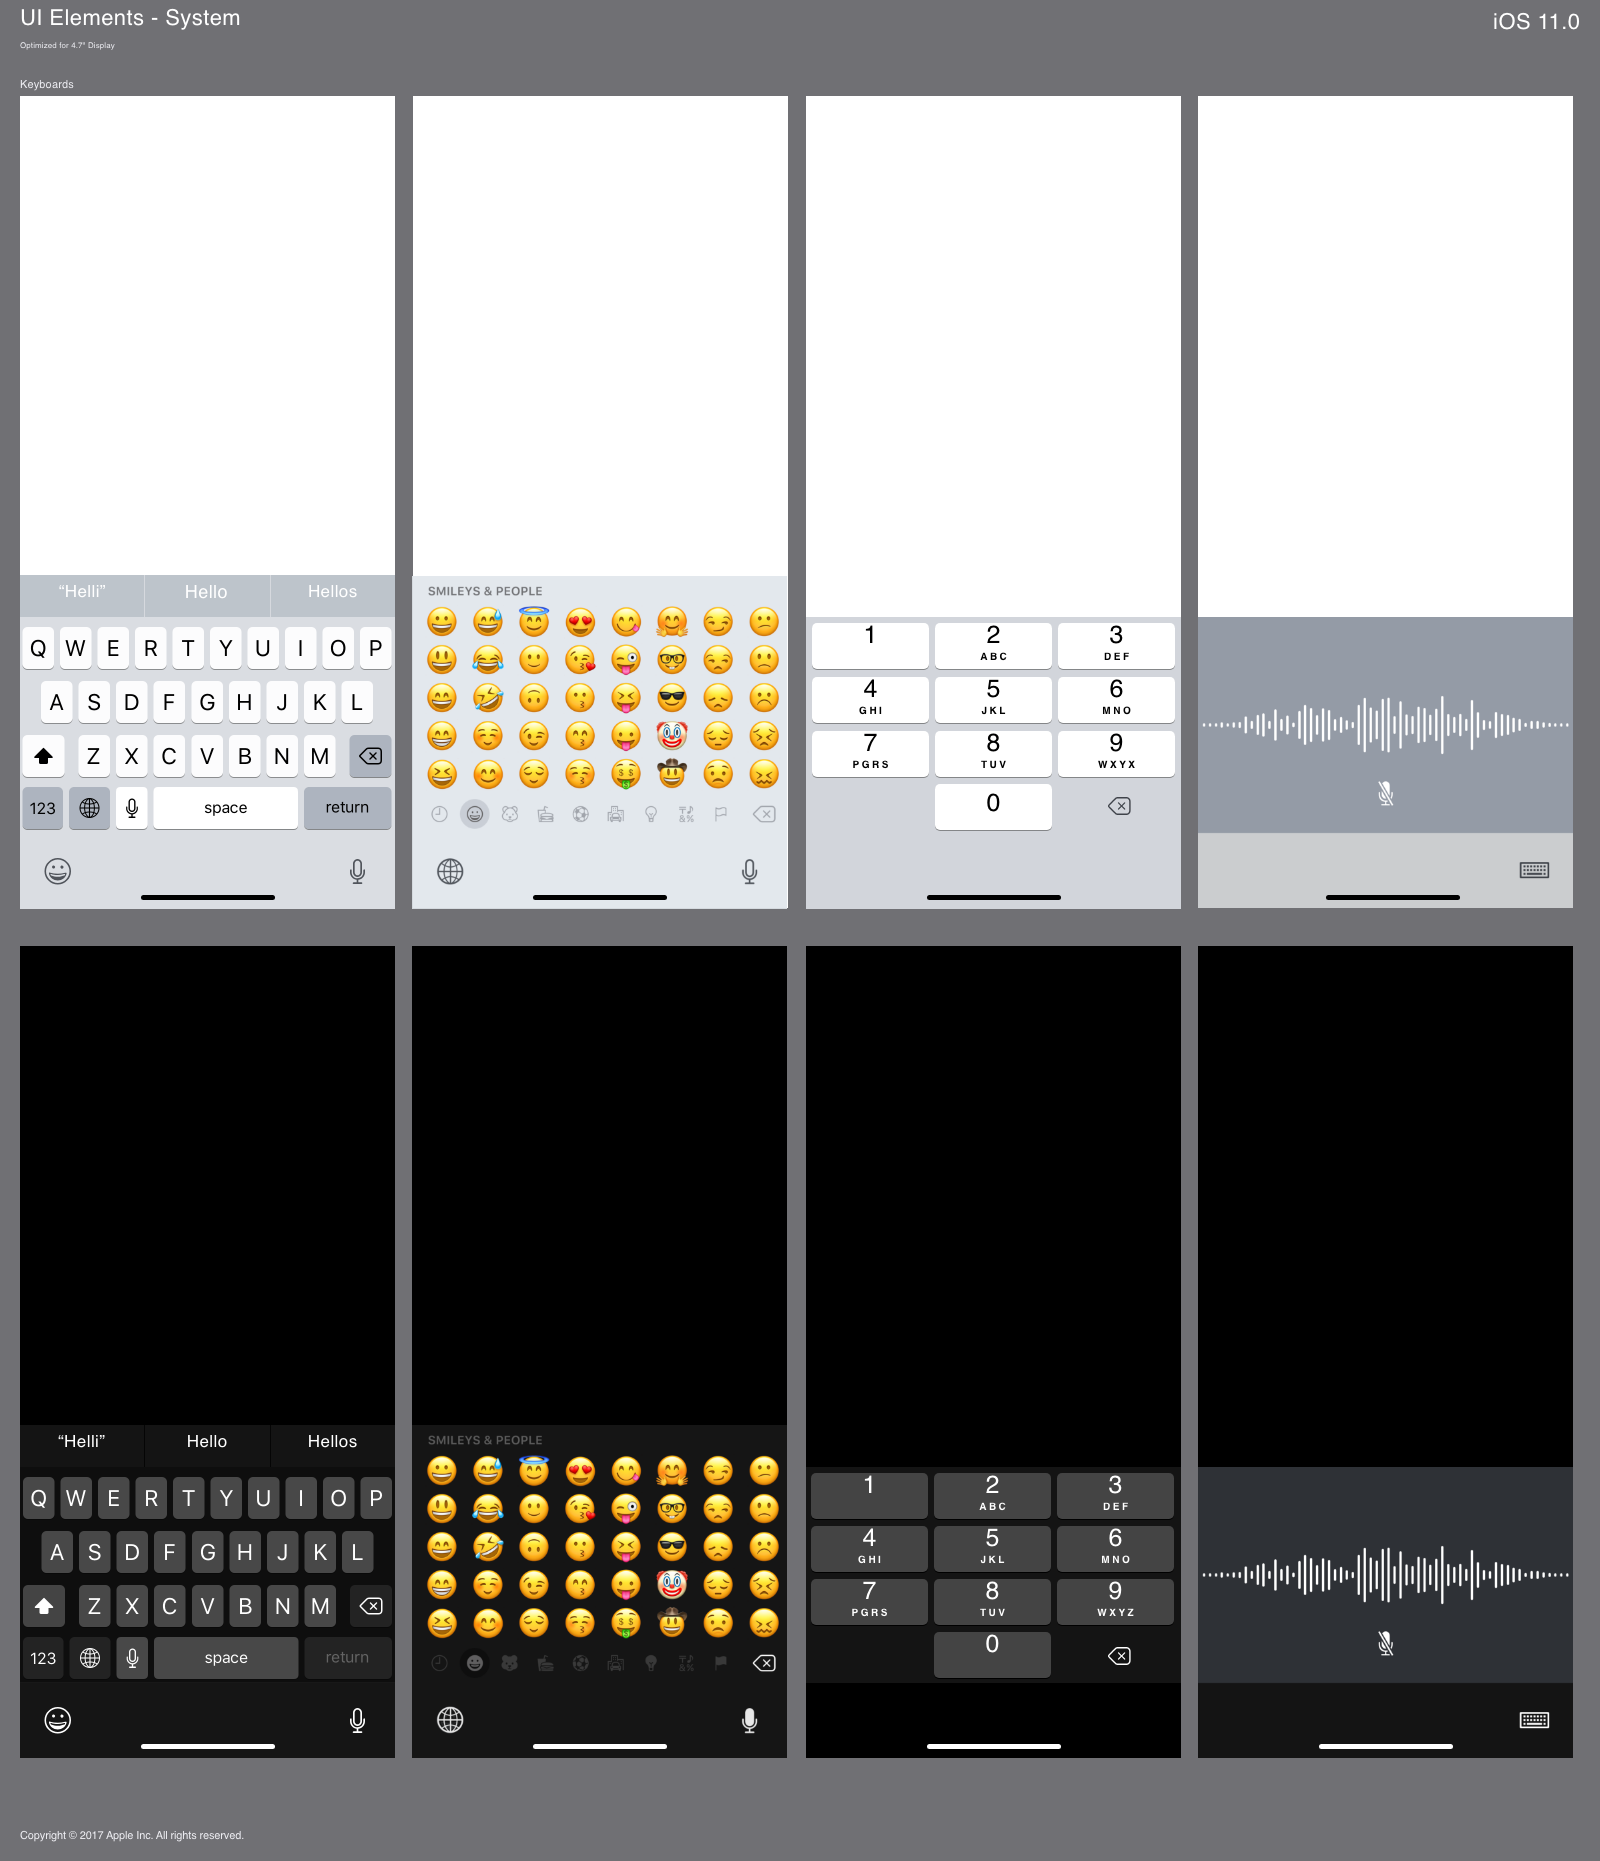 UI Elements - System
iOS 11.0
Optimized for 4.7" Display
Keyboards
“Helli” Hello Hellos
Q W E R T Y U I O P
A S D F G H J K L
Z X C V B N M
123 space return
SMILEYS & PEOPLE
1 2 3
ABC DEF
4 5 6
GHI JKL MNO
7 8 9
PGRS TUV WXYX
0
“Helli” Hello Hellos
Q W E R T Y U I O P
A S D F G H J K L
Z X C V B N M
123 space return
SMILEYS & PEOPLE
1 2 3
ABC DEF
4 5 6
GHI JKL MNO
7 8 9
PGRS TUV WXYZ
0
Copyright © 2017 Apple Inc. All rights reserved.